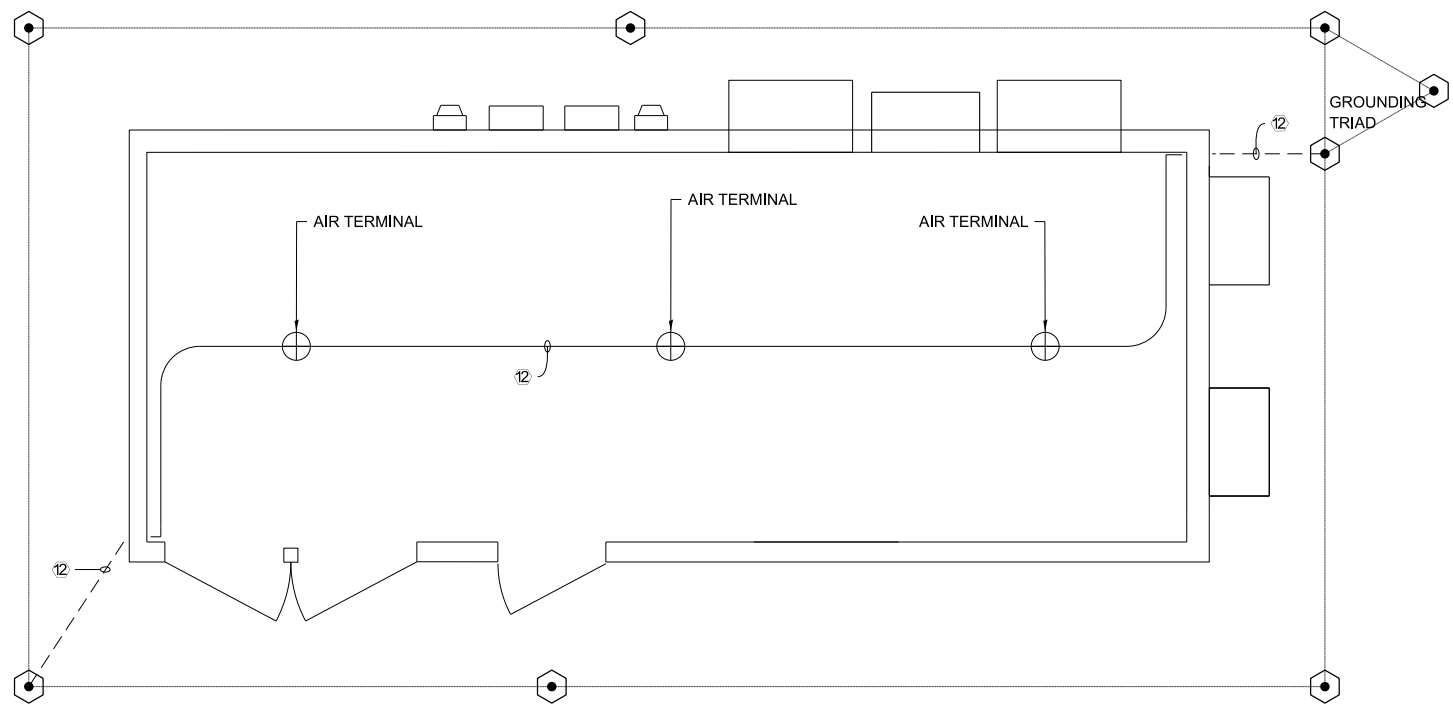 GROUNDING
TRIAD
12
AIR TERMINAL
AIR TERMINAL
AIR TERMINAL
12
12